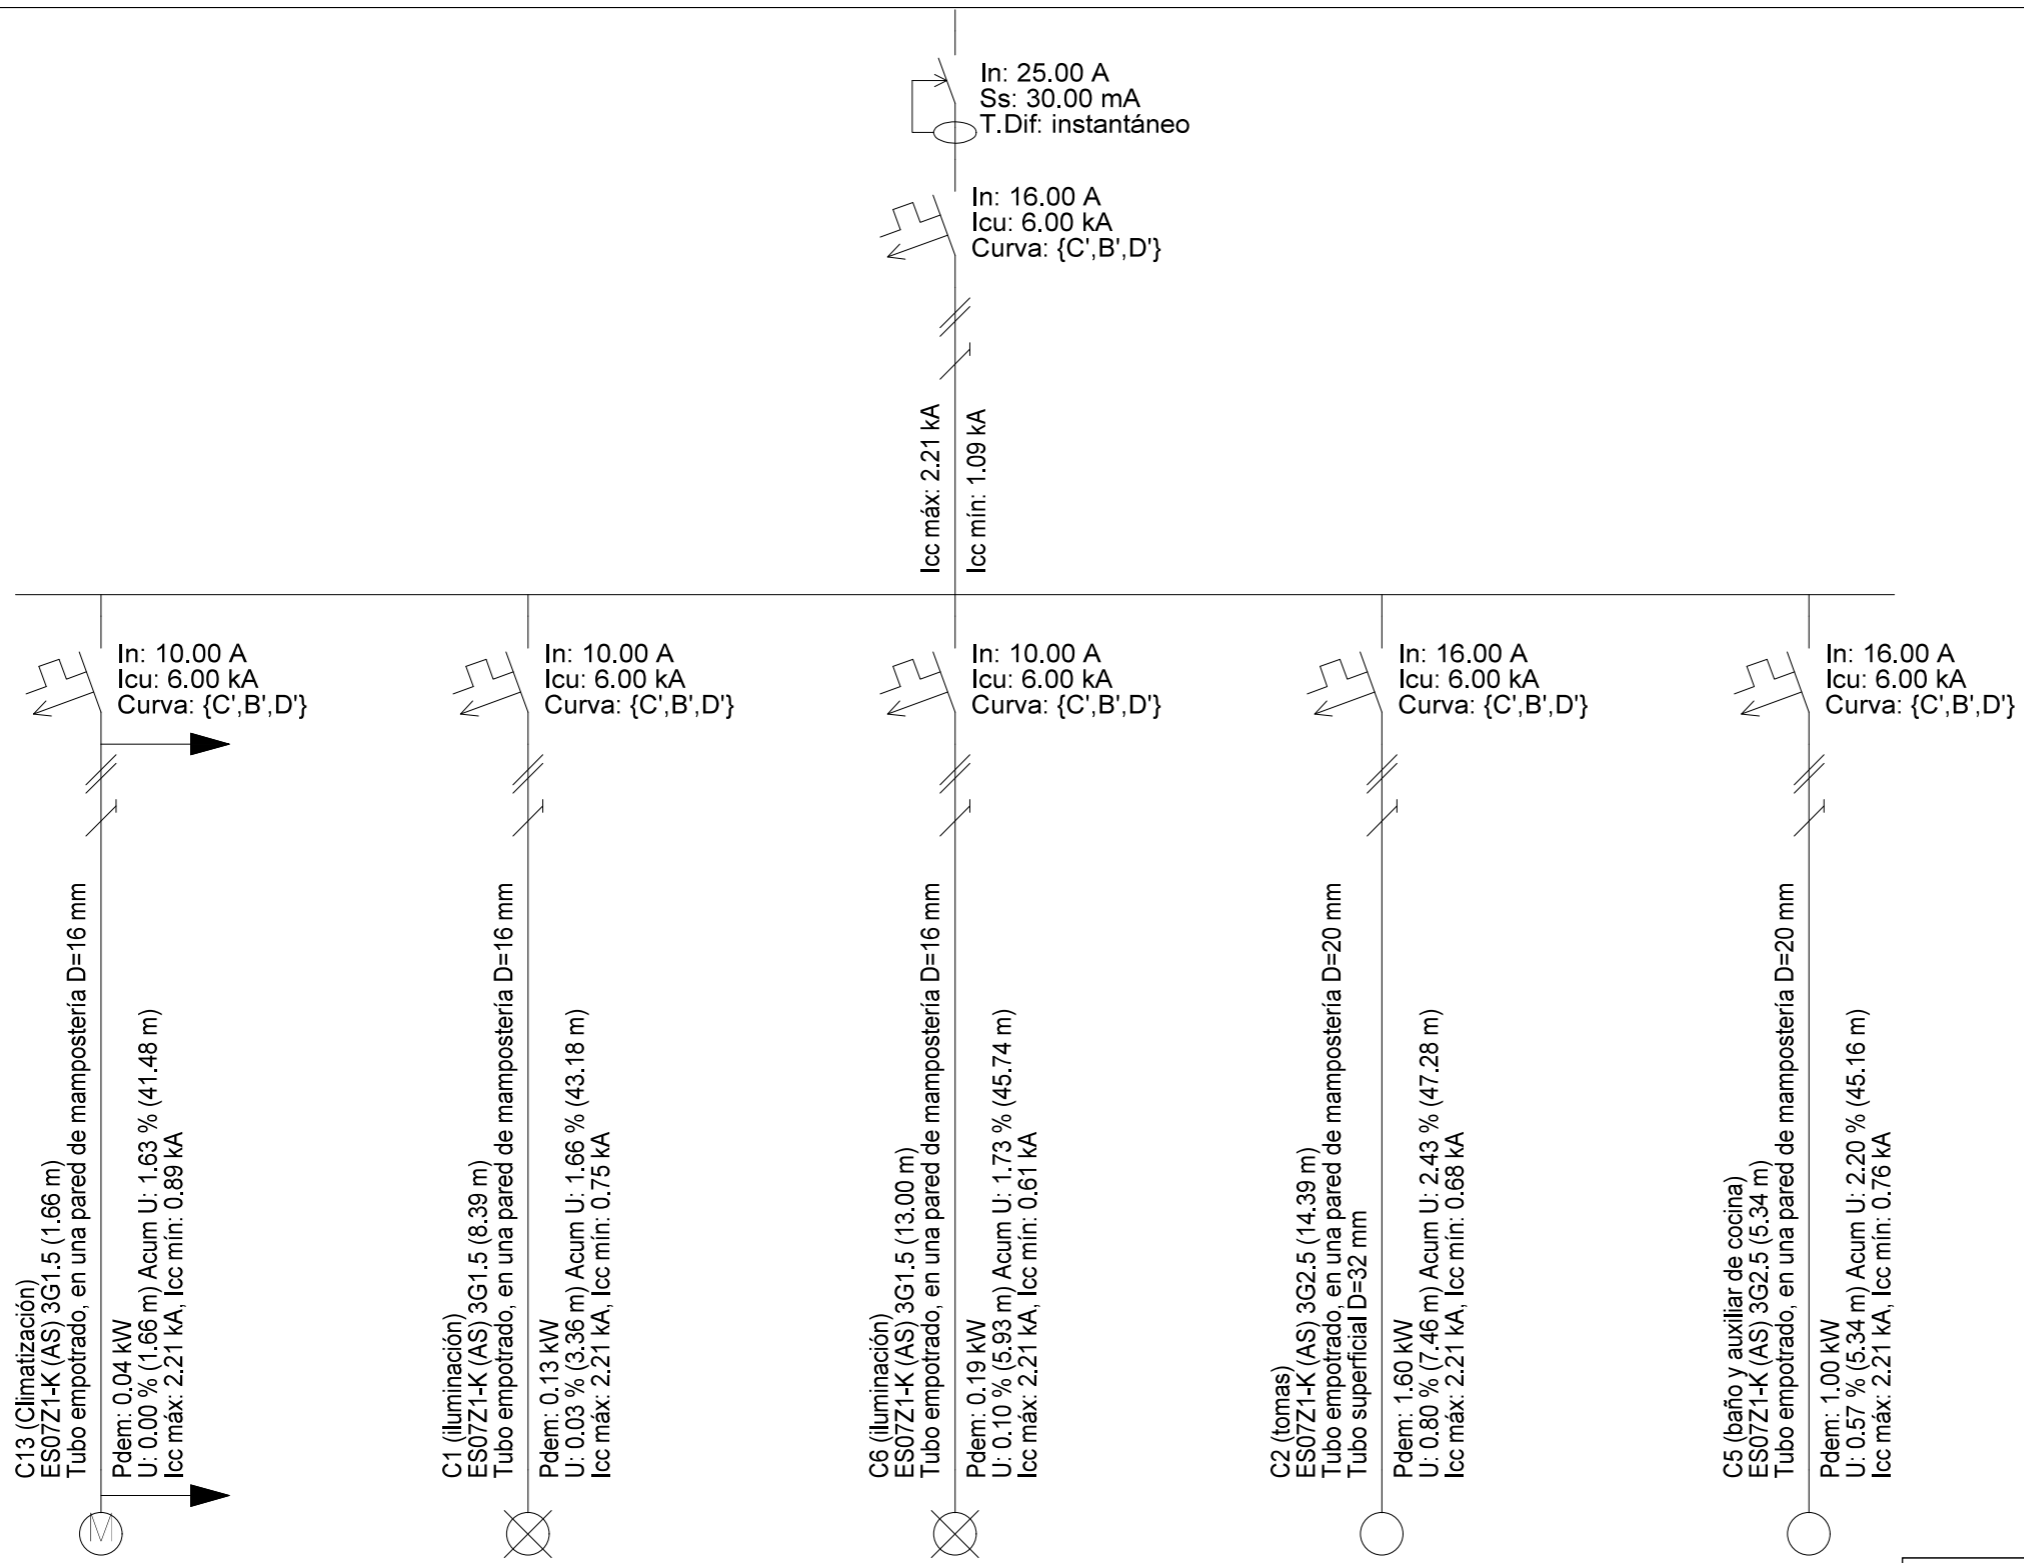 In: 25.00 A
Ss: 30.00 mA
T.Dif: instantáneo
In: 16.00 A
Icu: 6.00 kA
Curva: {C',B',D'}
Icc máx: 2.21 kA
Icc mín: 1.09 kA
In: 10.00 A
Icu: 6.00 kA
Curva: {C',B',D'}
C13 (Climatización)
ES07Z1-K (AS) 3G1.5 (1.66 m)
Tubo empotrado, en una pared de mampostería D=16 mm
Pdem: 0.04 kW
U: 0.00 % (1.66 m) Acum U: 1.63 % (41.48 m)
Icc máx: 2.21 kA, Icc mín: 0.89 kA
M
In: 10.00 A
Icu: 6.00 kA
Curva: {C',B',D'}
C1 (iluminación)
ES07Z1-K (AS) 3G1.5 (8.39 m)
Tubo empotrado, en una pared de mampostería D=16 mm
Pdem: 0.13 kW
U: 0.03 % (3.36 m) Acum U: 1.66 % (43.18 m)
Icc máx: 2.21 kA, Icc mín: 0.75 kA
In: 10.00 A
Icu: 6.00 kA
Curva: {C',B',D'}
C6 (iluminación)
ES07Z1-K (AS) 3G1.5 (13.00 m)
Tubo empotrado, en una pared de mampostería D=16 mm
Pdem: 0.19 kW
U: 0.10 % (5.93 m) Acum U: 1.73 % (45.74 m)
Icc máx: 2.21 kA, Icc mín: 0.61 kA
In: 16.00 A
Icu: 6.00 kA
Curva: {C',B',D'}
C2 (tomas)
ES07Z1-K (AS) 3G2.5 (14.39 m)
Tubo empotrado, en una pared de mampostería D=20 mm
Tubo superficial D=32 mm
Pdem: 1.60 kW
U: 0.80 % (7.46 m) Acum U: 2.43 % (47.28 m)
Icc máx: 2.21 kA, Icc mín: 0.68 kA
In: 16.00 A
Icu: 6.00 kA
Curva: {C',B',D'}
C5 (baño y auxiliar de cocina)
ES07Z1-K (AS) 3G2.5 (5.34 m)
Tubo empotrado, en una pared de mampostería D=20 mm
Pdem: 1.00 kW
U: 0.57 % (5.34 m) Acum U: 2.20 % (45.16 m)
Icc máx: 2.21 kA, Icc mín: 0.76 kA